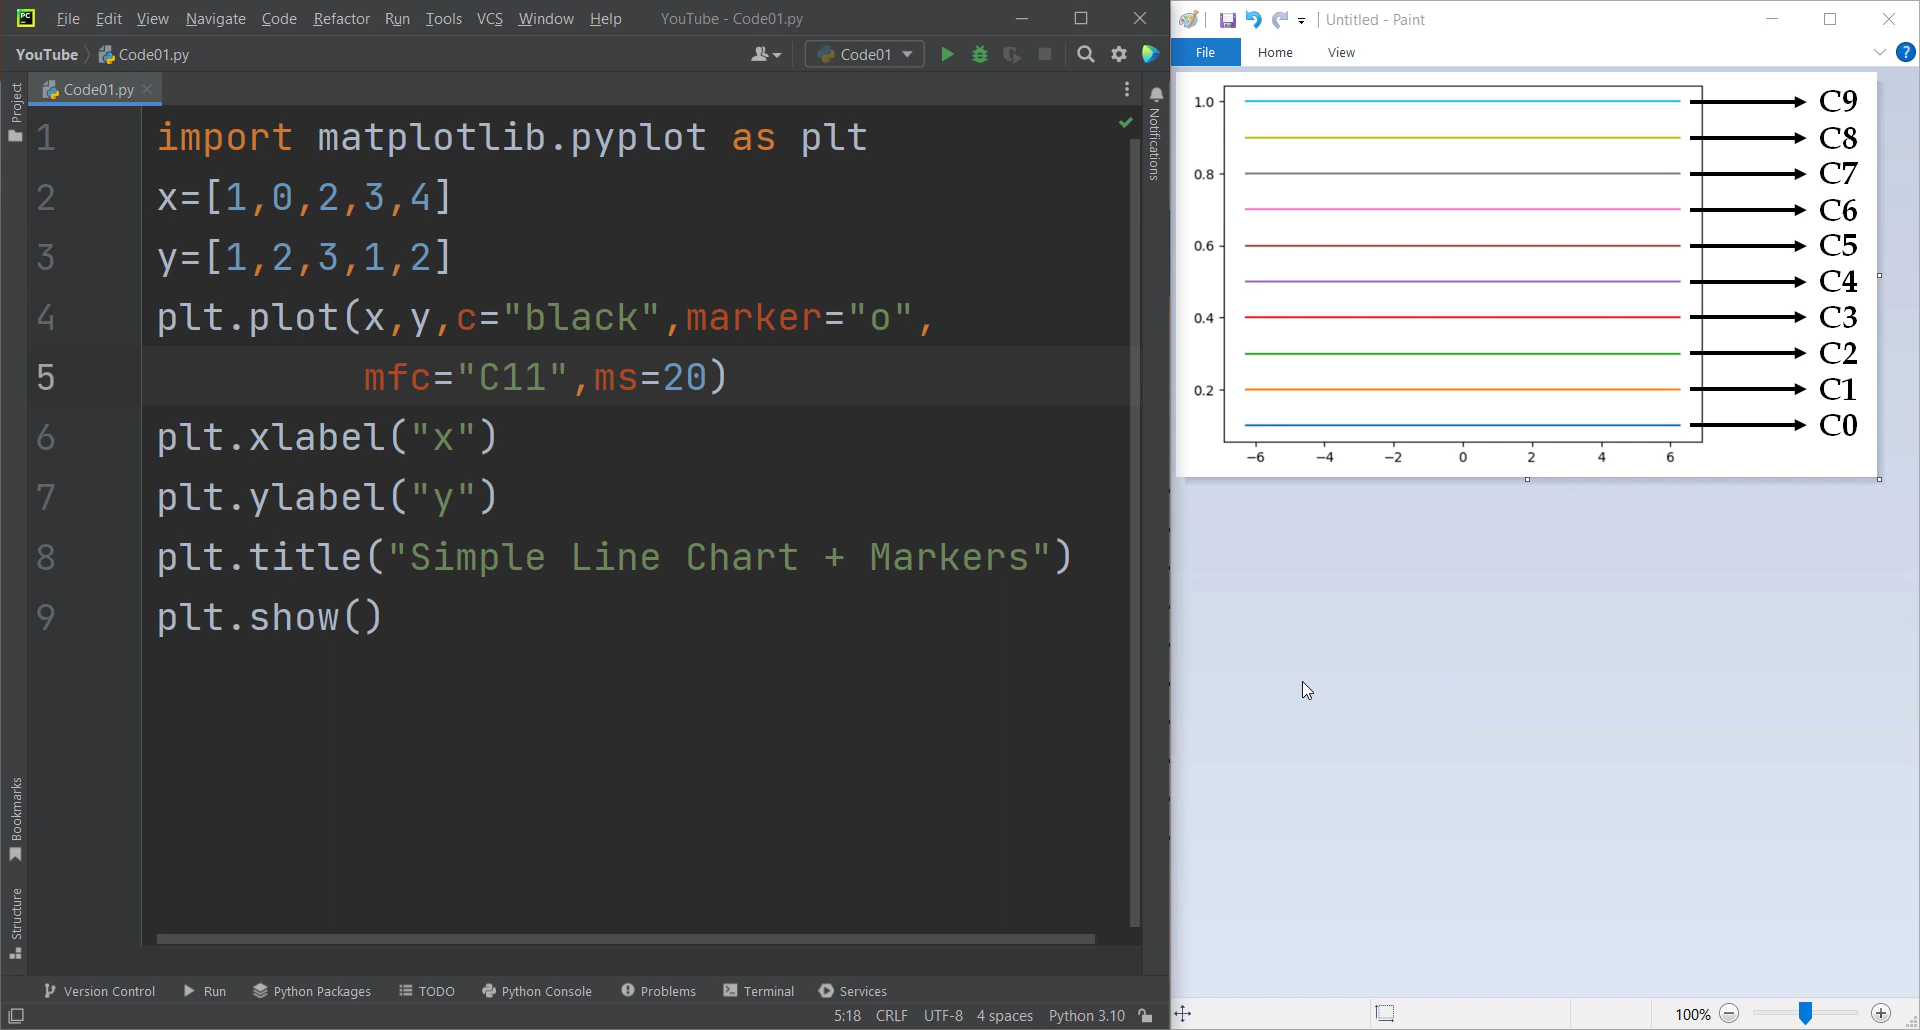 PC File Edit View Navigate Code Refactor Run Tools VCS Window Help YouTube - Code01.py
YouTube Code01.py Code01
Code01.py
Project
Notifications
Bookmarks
Structure
1 import matplotlib.pyplot as plt
2 x=[1,0,2,3,4]
3 y=[1,2,3,1,2]
4 plt.plot(x,y,c="black",marker="o",
5 mfc="C11",ms=20)
6 plt.xlabel("x")
7 plt.ylabel("y")
8 plt.title("Simple Line Chart + Markers")
9 plt.show()
Version Control Run Python Packages TODO Python Console Problems Terminal Services
5:18 CRLF UTF-8 4 spaces Python 3.10
Untitled - Paint
File Home View ?
1.0 C9
C8
0.8 C7
C6
0.6 C5
C4
0.4 C3
C2
0.2 C1
C0
−6 −4 −2 0 2 4 6
100%